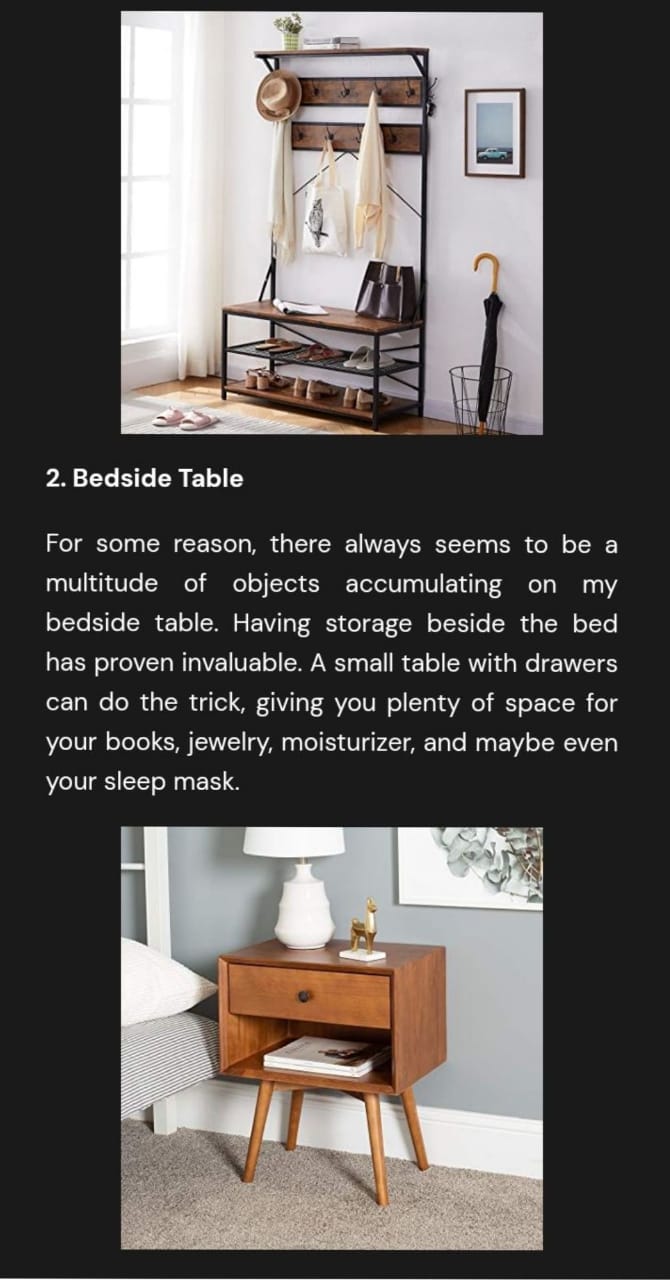 2. Bedside Table
For some reason, there always seems to be a
multitude of objects accumulating on my
bedside table. Having storage beside the bed
has proven invaluable. A small table with drawers
can do the trick, giving you plenty of space for
your books, jewelry, moisturizer, and maybe even
your sleep mask.